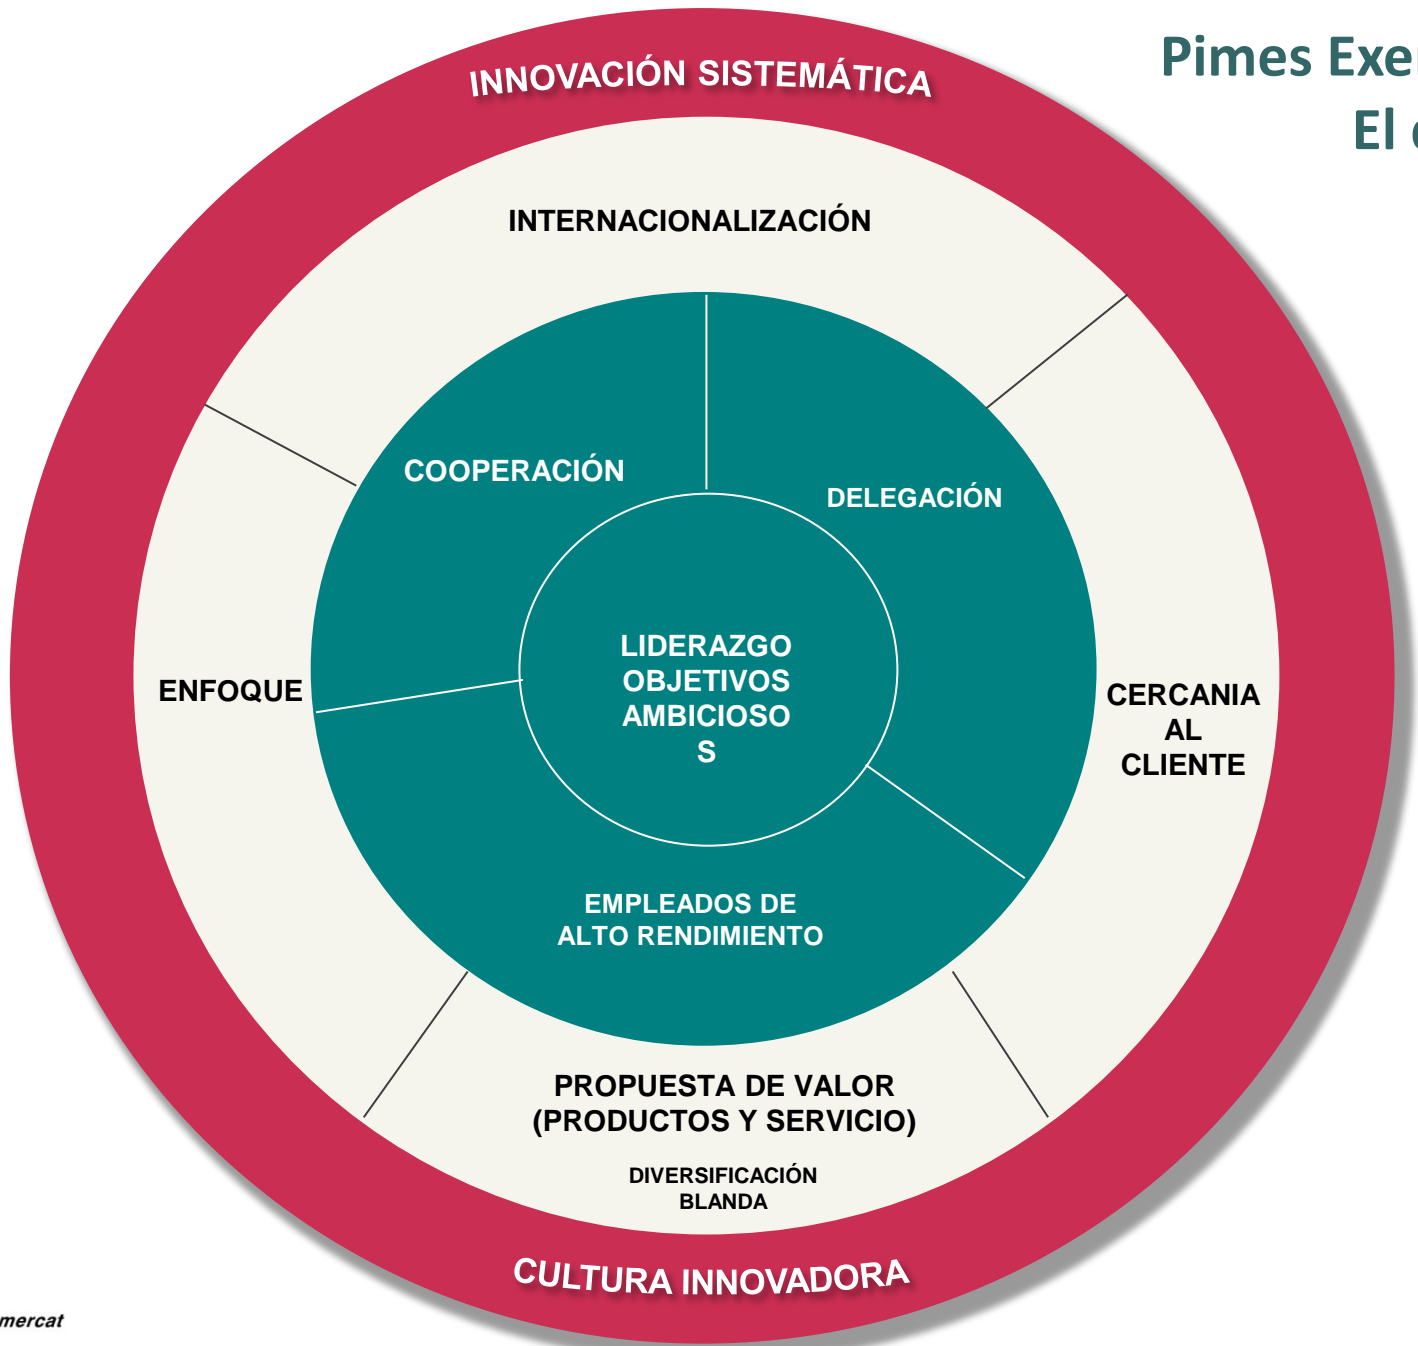 Pimes
El
INNOVACIÓN SISTEMÁTICA
INTERNACIONALIZACIÓN
COOPERACIÓN
DELEGACIÓN
LIDERAZGO
OBJETIVOS
AMBICIOSO
S
ENFOQUE
CERCANIA
AL
CLIENTE
EMPLEADOS DE
ALTO RENDIMIENTO
PROPUESTA DE VALOR
(PRODUCTOS Y SERVICIO)
DIVERSIFICACIÓN
BLANDA
CULTURA INNOVADORA
mercat